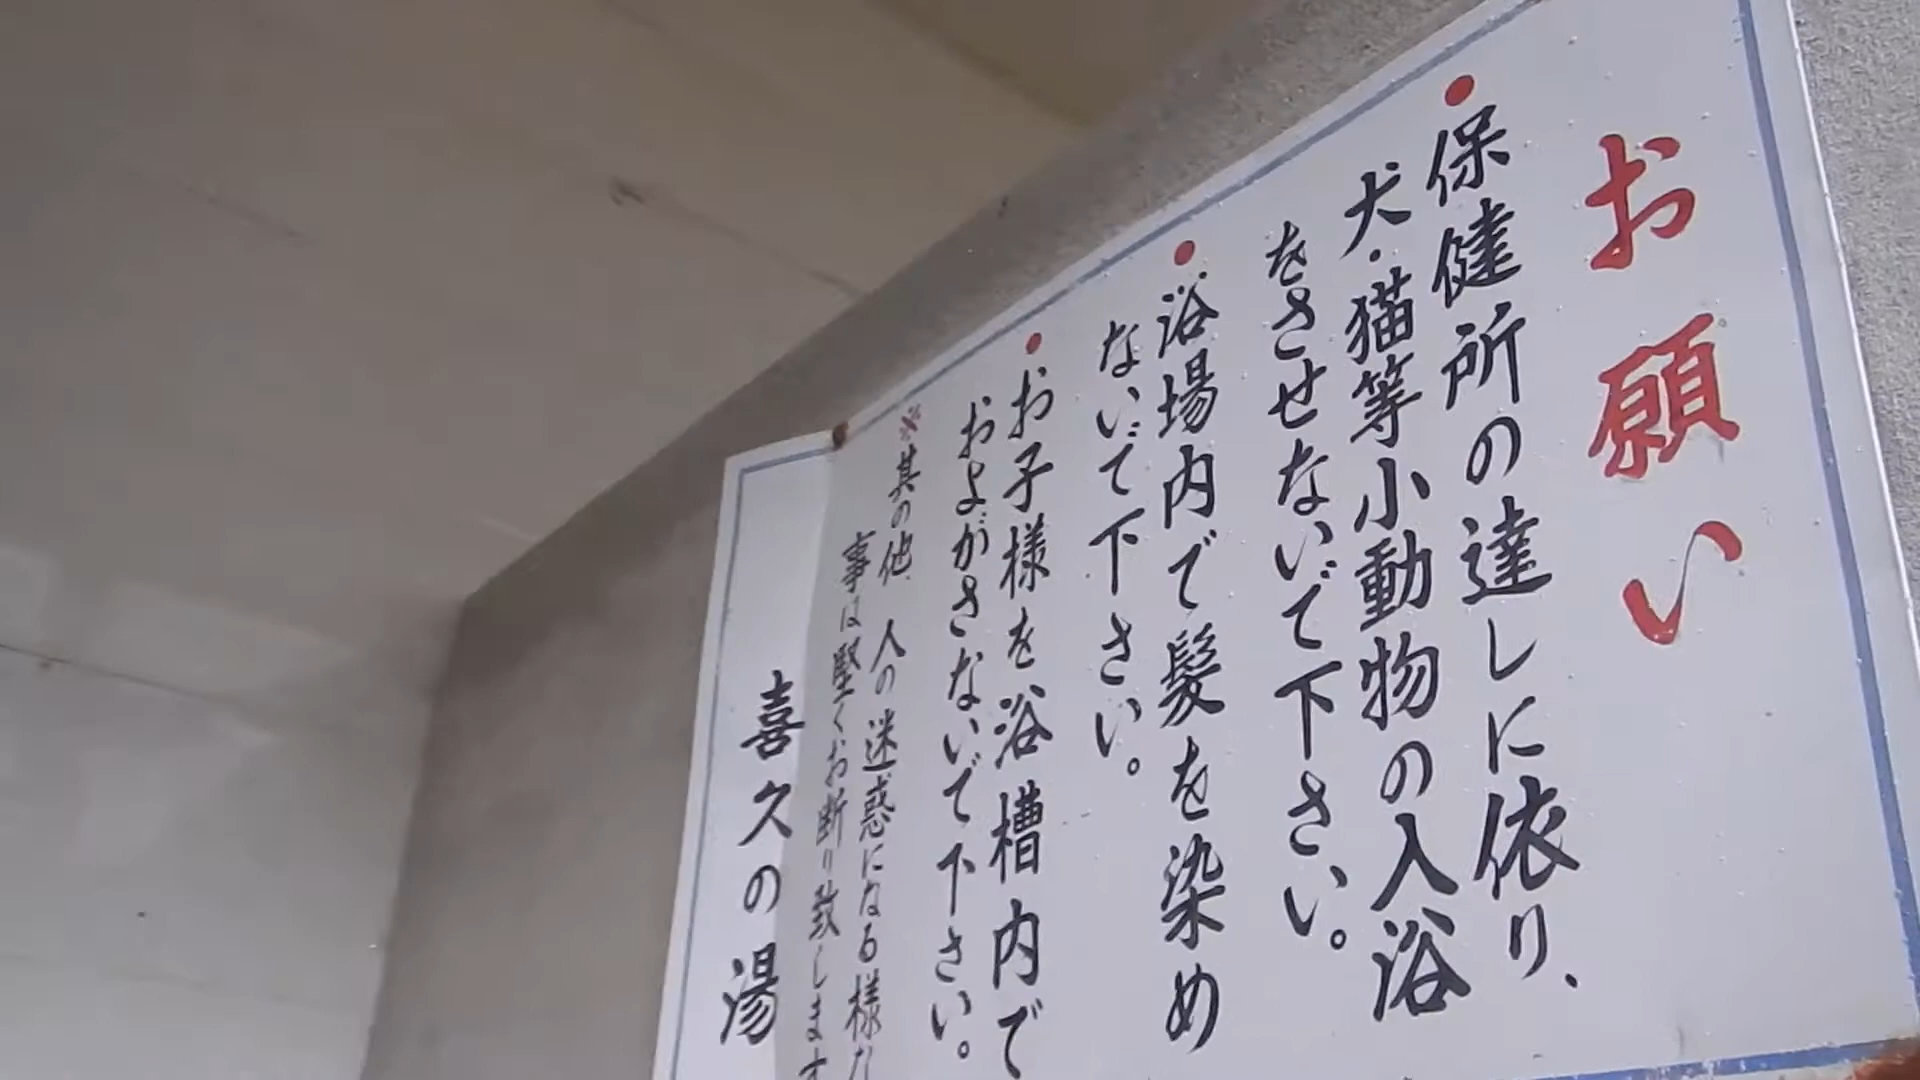 お願い
●保健所の達しに依り、
犬・猫等小動物の入浴
をさせないで下さい。
●浴場内で髪を染め
ないで下さい。
●お子様を浴槽内で
およがさないで下さい。
※其の他 人の迷惑になる様な
事は堅くお断り致します
喜久の湯